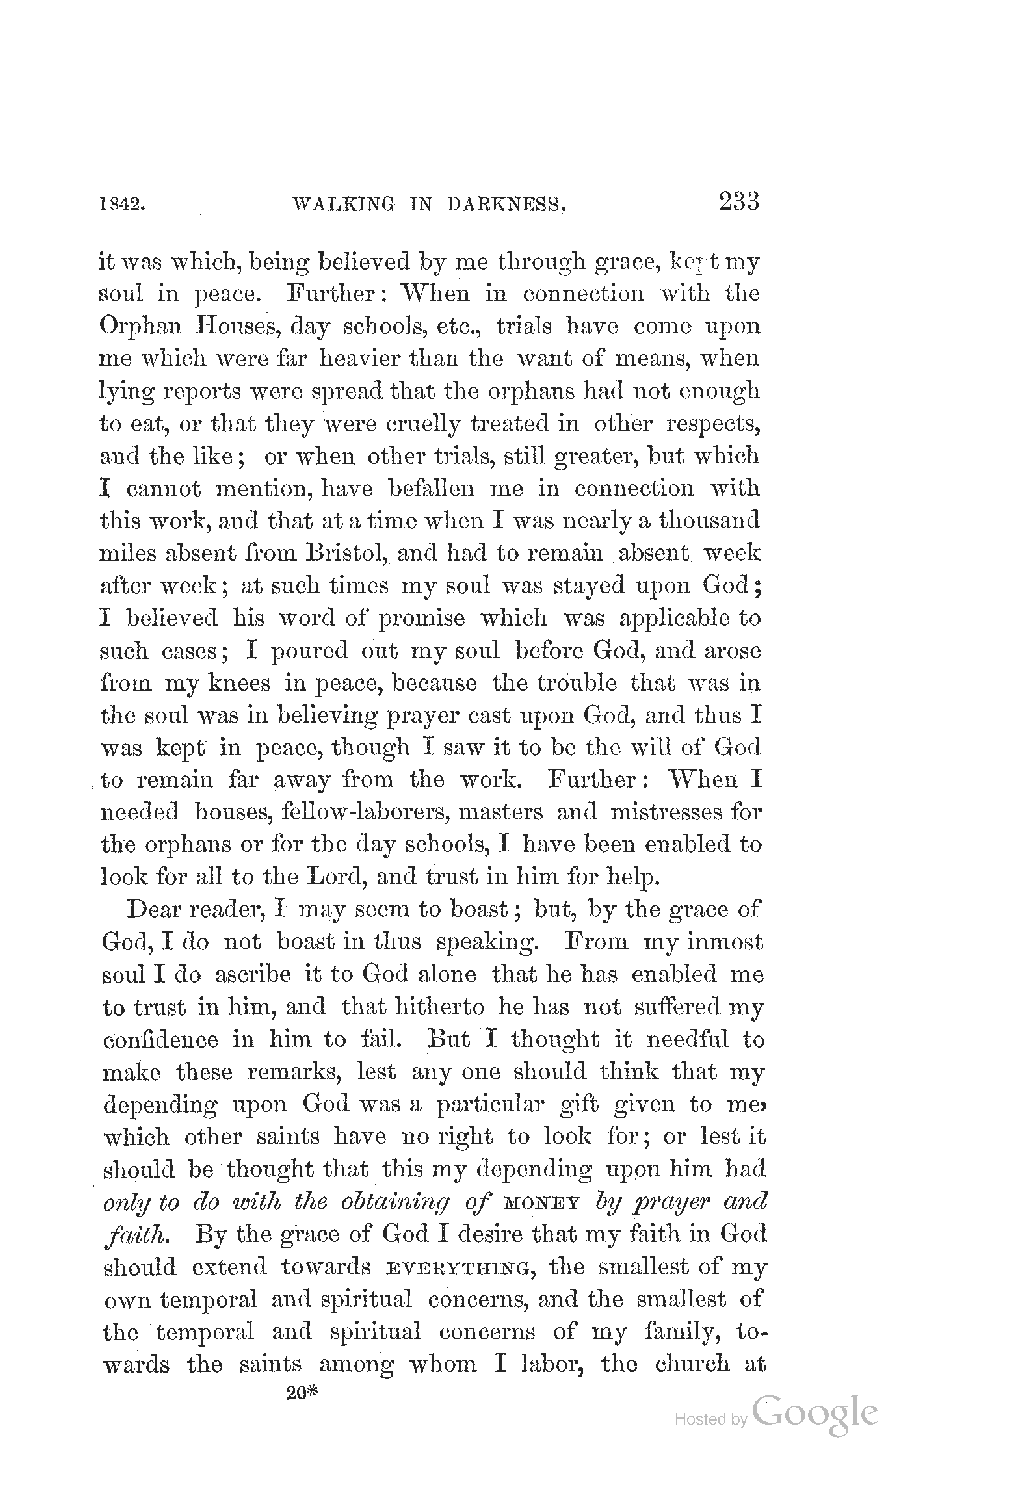 1842. WALKING IN DARKNESS. 233
it was which, being believed by me through grace, kept my
soul in peace. Further: When in connection with the
Orphan Houses, day schools, etc., trials have come upon
me which were far heavier than the want of means, when
lying reports were spread that the orphans had not enough
to eat, or that they were cruelly treated in other respects,
and the like; or when other trials, still greater, but which
I cannot mention, have befallen me in connection with
this work, and that at a time when I was nearly a thousand
miles absent from Bristol, and had to remain absent week
after week; at such times my soul was stayed upon God;
I believed his word of promise which was applicable to
such cases; I poured out my soul before God, and arose
from my knees in peace, because the trouble that was in
the soul was in believing prayer cast upon God, and thus I
was kept in peace, though I saw it to be the will of God
to remain far away from the work. Further: When I
needed houses, fellow-laborers, masters and mistresses for
the orphans or for the day schools, I have been enabled to
look for all to the Lord, and trust in him for help.
Dear reader, I may seem to boast; but, by the grace of
God, I do not boast in thus speaking. From my inmost
soul I do ascribe it to God alone that he has enabled me
to trust in him, and that hitherto he has not suffered my
confidence in him to fail. But I thought it needful to
make these remarks, lest any one should think that my
depending upon God was a particular gift given to me,
which other saints have no right to look for; or lest it
should be thought that this my depending upon him had
only to do with the obtaining of MONEY by prayer and
faith. By the grace of God I desire that my faith in God
should extend towards EVERYTHING, the smallest of my
own temporal and spiritual concerns, and the smallest of
the temporal and spiritual concerns of my family, to-
wards the saints among whom I labor, the church at
20*
Hosted by Google